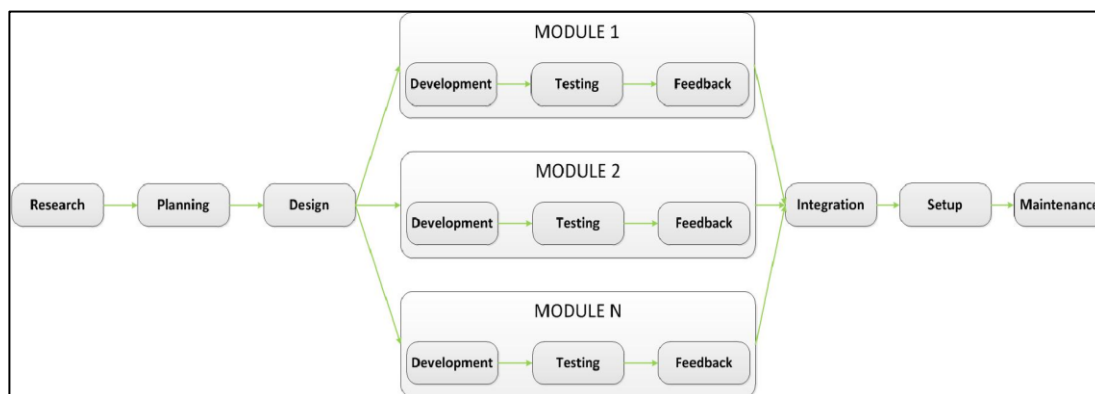 MODULE 1
Development Testing Feedback
MODULE 2
Research Planning Design Integration Setup Maintenance
Development Testing Feedback
MODULE N
Development Testing Feedback